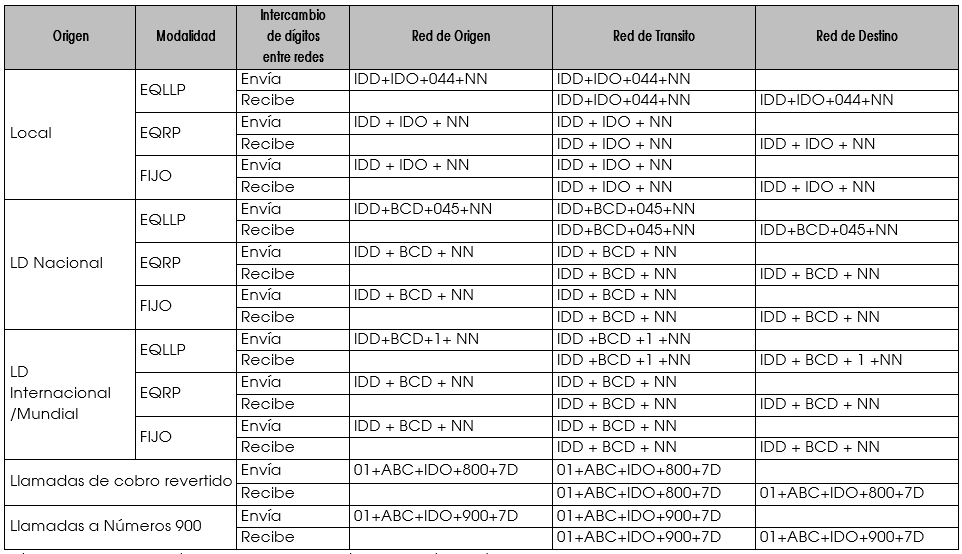 Origen Modalidad Intercambio de dígitos entre redes Red de Origen Red de Transito Red de Destino
Local EQLLP Envía IDD+IDO+044+NN IDD+IDO+044+NN
Recibe IDD+IDO+044+NN IDD+IDO+044+NN
EQRP Envía IDD + IDO + NN IDD + IDO + NN
Recibe IDD + IDO + NN IDD + IDO + NN
FIJO Envía IDD + IDO + NN IDD + IDO + NN
Recibe IDD + IDO + NN IDD + IDO + NN
LD Nacional EQLLP Envía IDD+BCD+045+NN IDD+BCD+045+NN
Recibe IDD+BCD+045+NN IDD+BCD+045+NN
EQRP Envía IDD + BCD + NN IDD + BCD + NN
Recibe IDD + BCD + NN IDD + BCD + NN
FIJO Envía IDD + BCD + NN IDD + BCD + NN
Recibe IDD + BCD + NN IDD + BCD + NN
LD Internacional /Mundial EQLLP Envía IDD+BCD+1+ NN IDD +BCD +1 +NN
Recibe IDD +BCD +1 +NN IDD + BCD + 1 +NN
EQRP Envía IDD + BCD + NN IDD + BCD + NN
Recibe IDD + BCD + NN IDD + BCD + NN
FIJO Envía IDD + BCD + NN IDD + BCD + NN
Recibe IDD + BCD + NN IDD + BCD + NN
Llamadas de cobro revertido Envía 01+ABC+IDO+800+7D 01+ABC+IDO+800+7D
Recibe 01+ABC+IDO+800+7D 01+ABC+IDO+800+7D
Llamadas a Números 900 Envía 01+ABC+IDO+900+7D 01+ABC+IDO+900+7D
Recibe 01+ABC+IDO+900+7D 01+ABC+IDO+900+7D